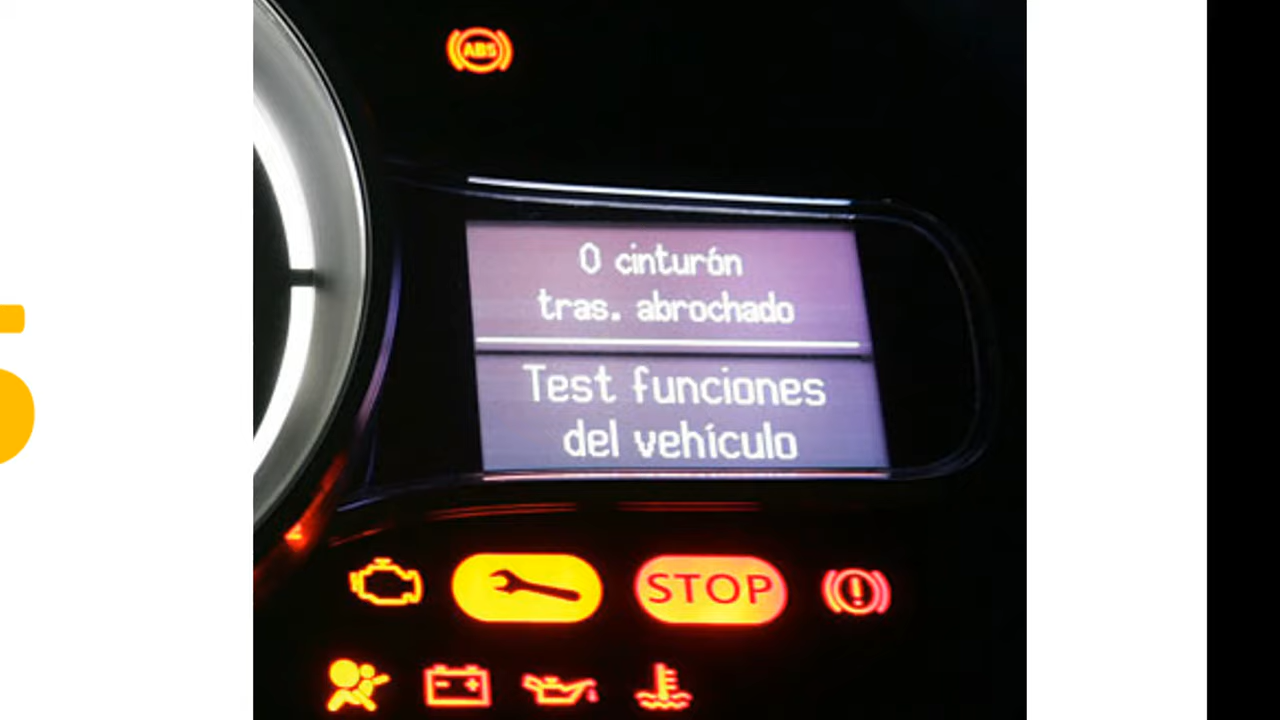 ABS
0 cinturón
tras. abrochado
Test funciones
del vehículo
STOP